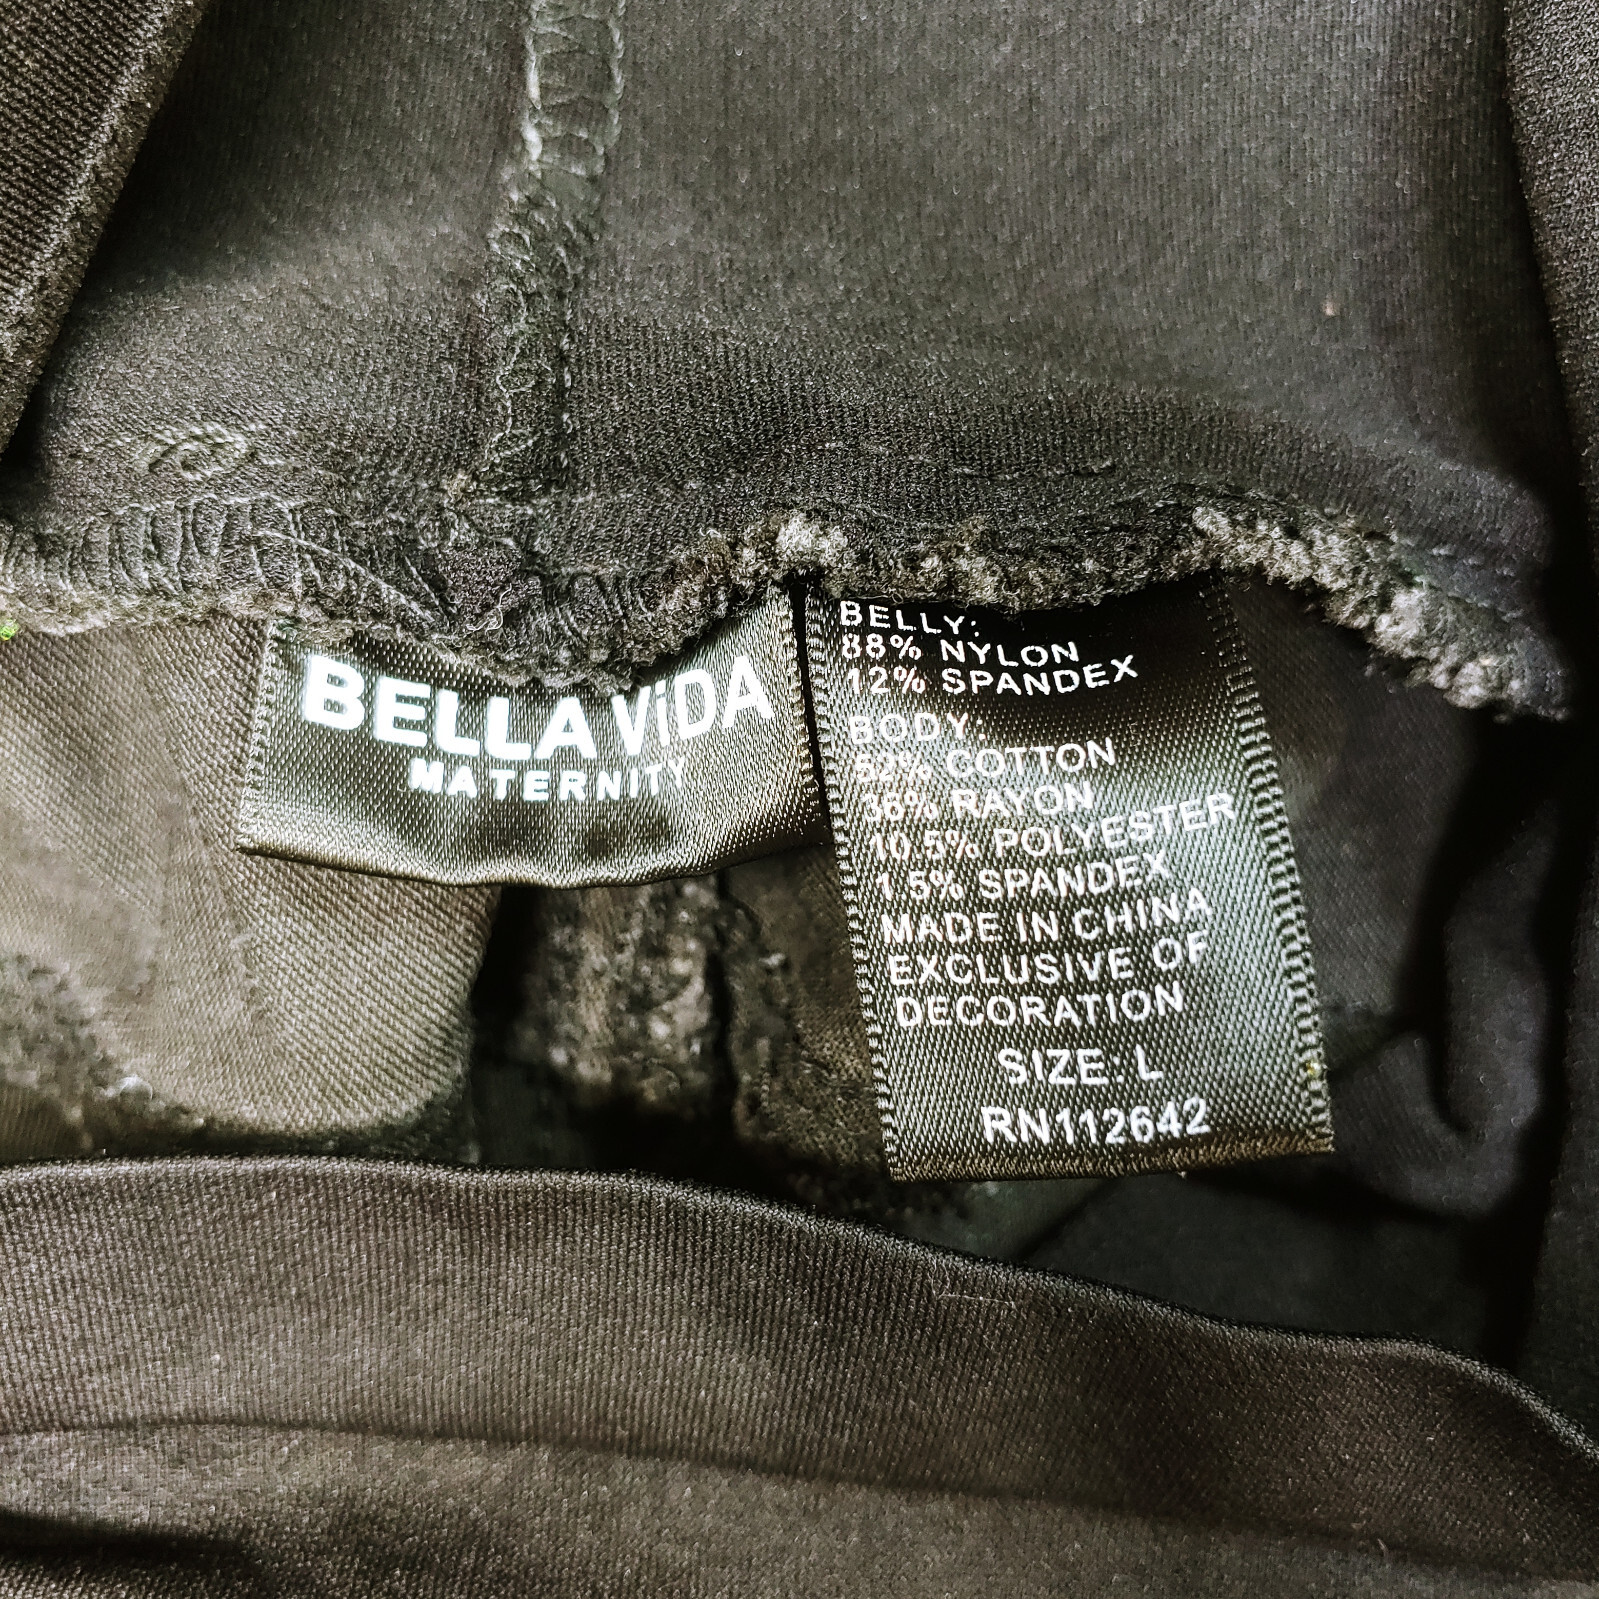 BELLA ViDA
MATERNITY
BELLY:
88% NYLON
12% SPANDEX
BODY:
52% COTTON
36% RAYON
10.5% POLYESTER
1.5% SPANDEX
MADE IN CHINA
EXCLUSIVE OF
DECORATION
SIZE: L
RN112642